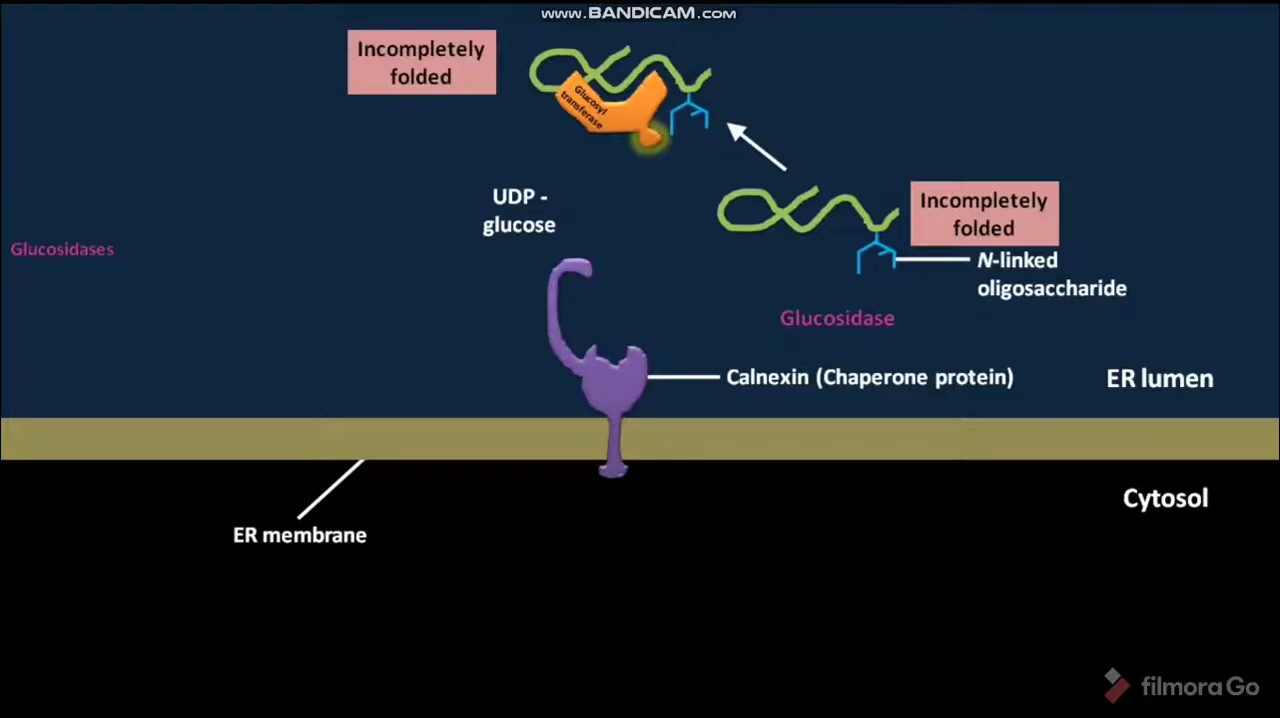 www.BANDICAM.com
Incompletely
folded
Glucosyl
transferase
UDP -
glucose
Incompletely
folded
Glucosidases
N-linked
oligosaccharide
Glucosidase
Calnexin (Chaperone protein)
ER lumen
Cytosol
ER membrane
filmoraGo